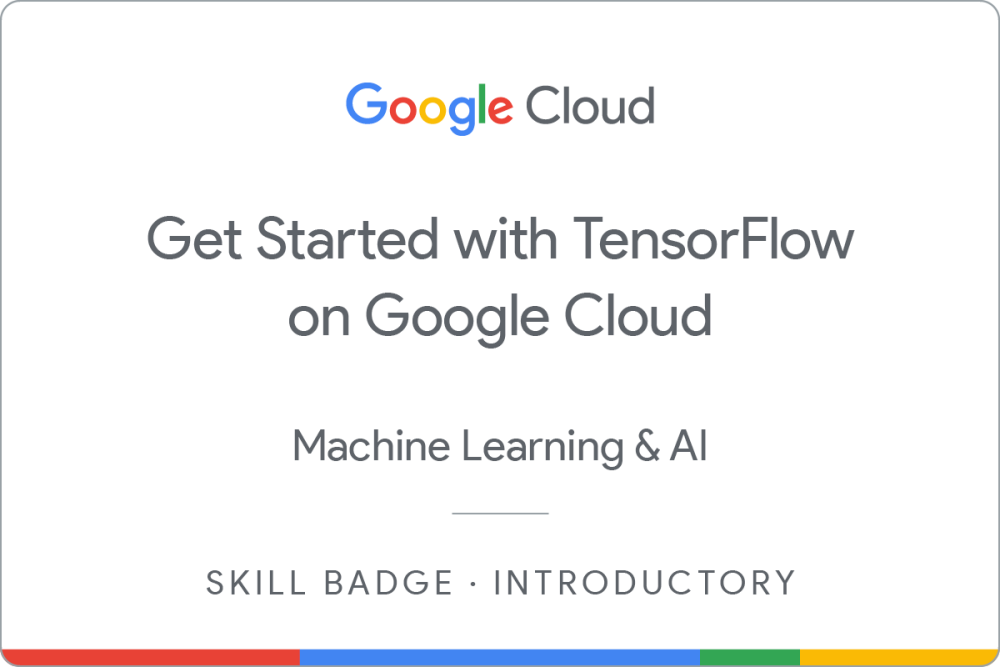 Google Cloud
Get Started with TensorFlow
on Google Cloud
Machine Learning & AI
SKILL BADGE · INTRODUCTORY